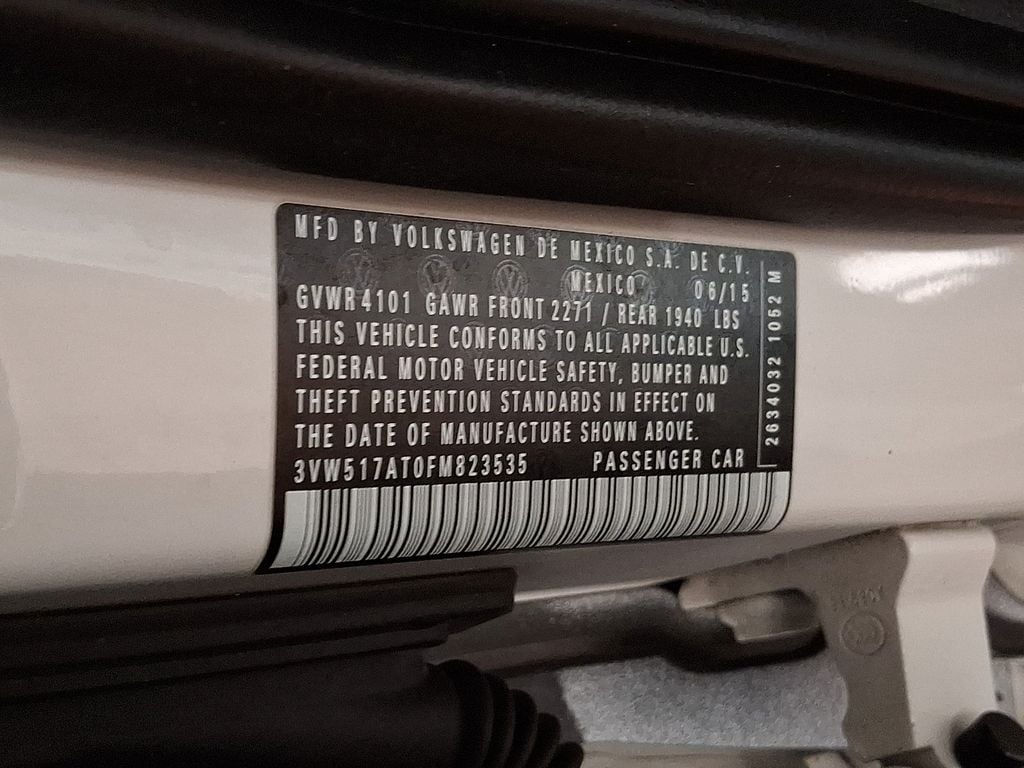 MFD BY VOLKSWAGEN DE MEXICO S.A. DE C.V.
MEXICO 06/15
GVWR 4101 GAWR FRONT 2271 / REAR 1940 LBS
THIS VEHICLE CONFORMS TO ALL APPLICABLE U.S.
FEDERAL MOTOR VEHICLE SAFETY, BUMPER AND
THEFT PREVENTION STANDARDS IN EFFECT ON
THE DATE OF MANUFACTURE SHOWN ABOVE.
3VW517AT0FM823535 PASSENGER CAR
2634032 1052 M